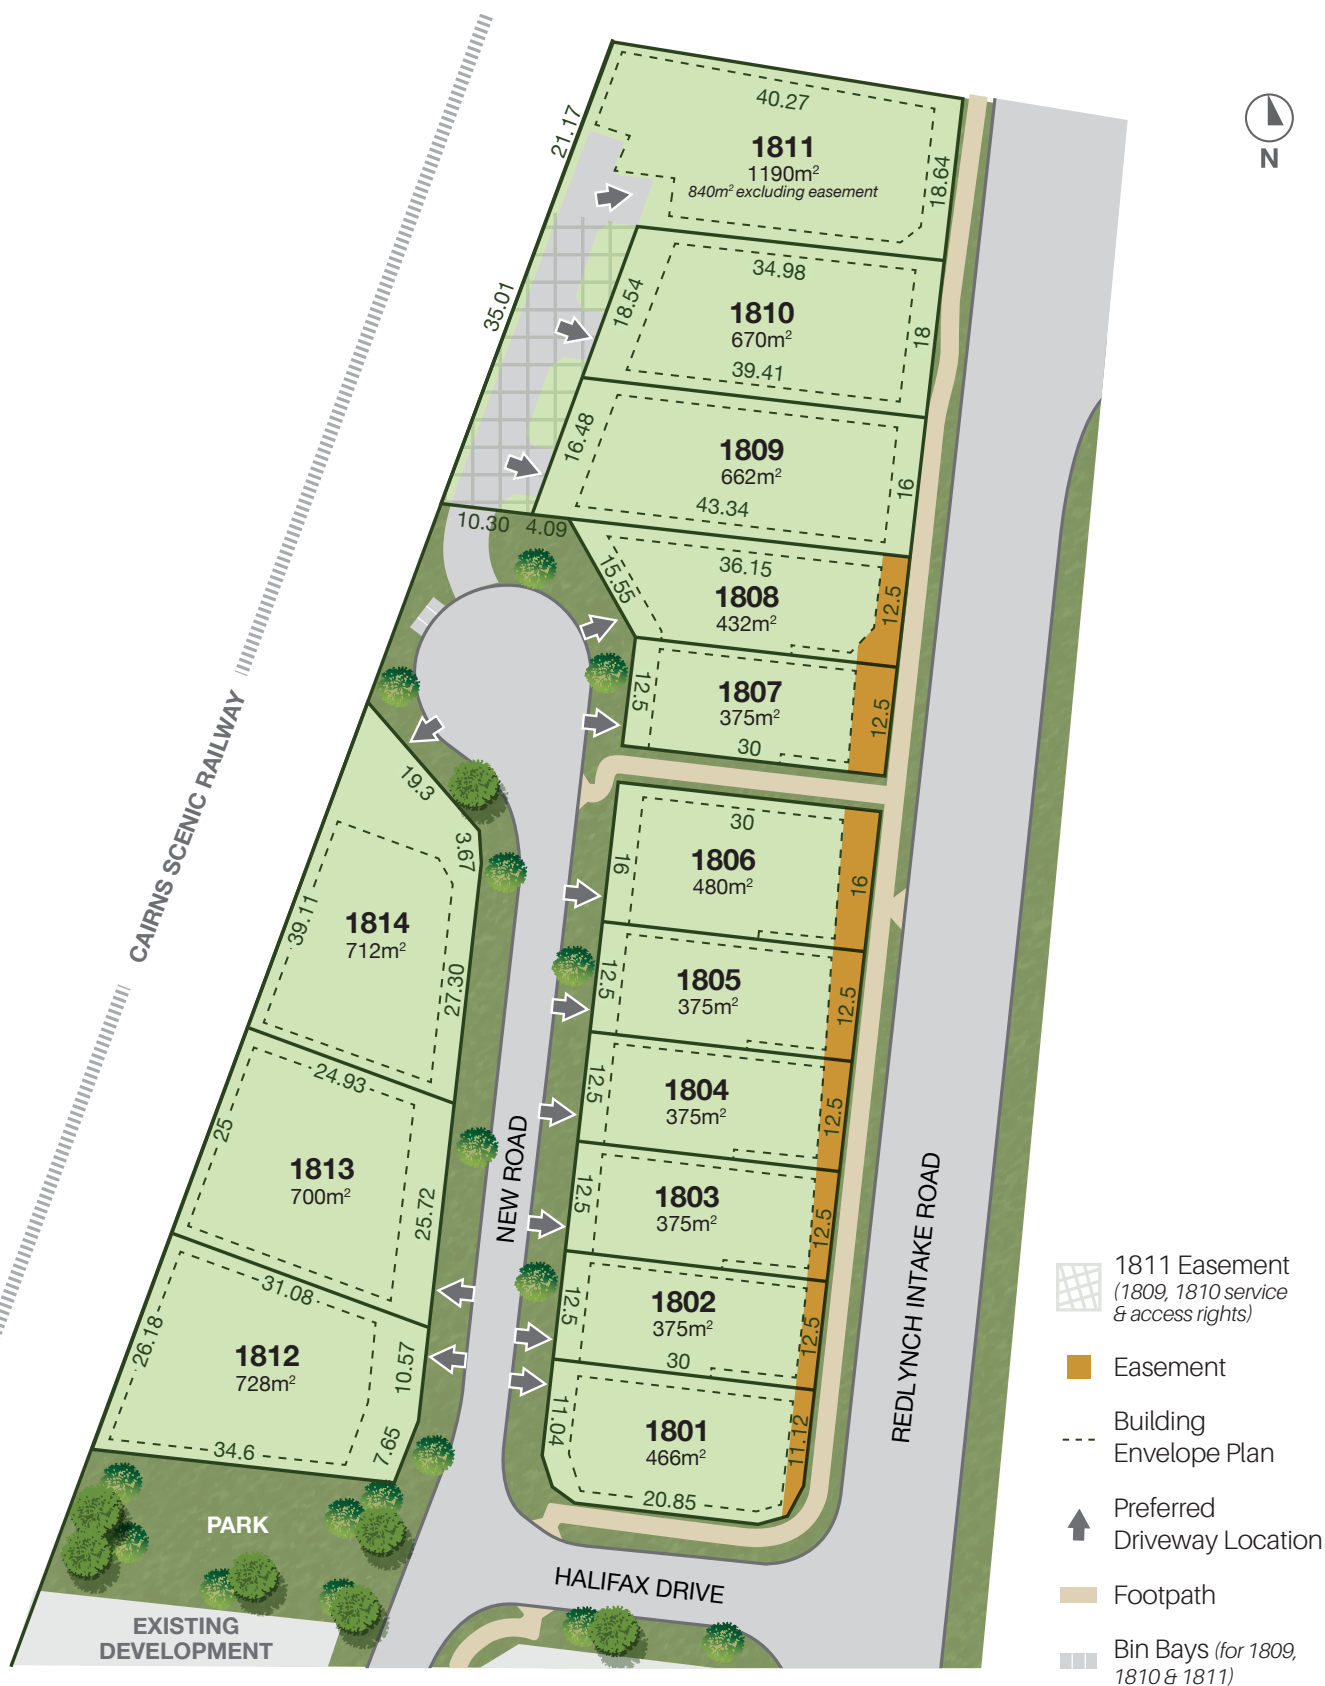 40.27
21.17
1811
1190m²
840m² excluding easement
18.64
N
34.98
35.01
18.54
1810
670m²
18
39.41
16.48
1809
662m²
16
43.34
10.30
4.09
36.15
15.55
1808
432m²
12.5
12.5
1807
375m²
12.5
30
CAIRNS SCENIC RAILWAY
19.3
3.67
30
16
1806
480m²
16
39.11
1814
712m²
27.30
12.5
1805
375m²
12.5
24.93
12.5
1804
375m²
12.5
25
1813
700m²
25.72
NEW ROAD
12.5
1803
375m²
12.5
REDLYNCH INTAKE ROAD
31.08
26.18
1812
728m²
10.57
12.5
1802
375m²
12.5
30
34.6
7.65
11.04
1801
466m²
11.12
20.85
PARK
HALIFAX DRIVE
EXISTING
DEVELOPMENT
1811 Easement
(1809, 1810 service
& access rights)
Easement
Building
Envelope Plan
Preferred
Driveway Location
Footpath
Bin Bays (for 1809,
1810 & 1811)